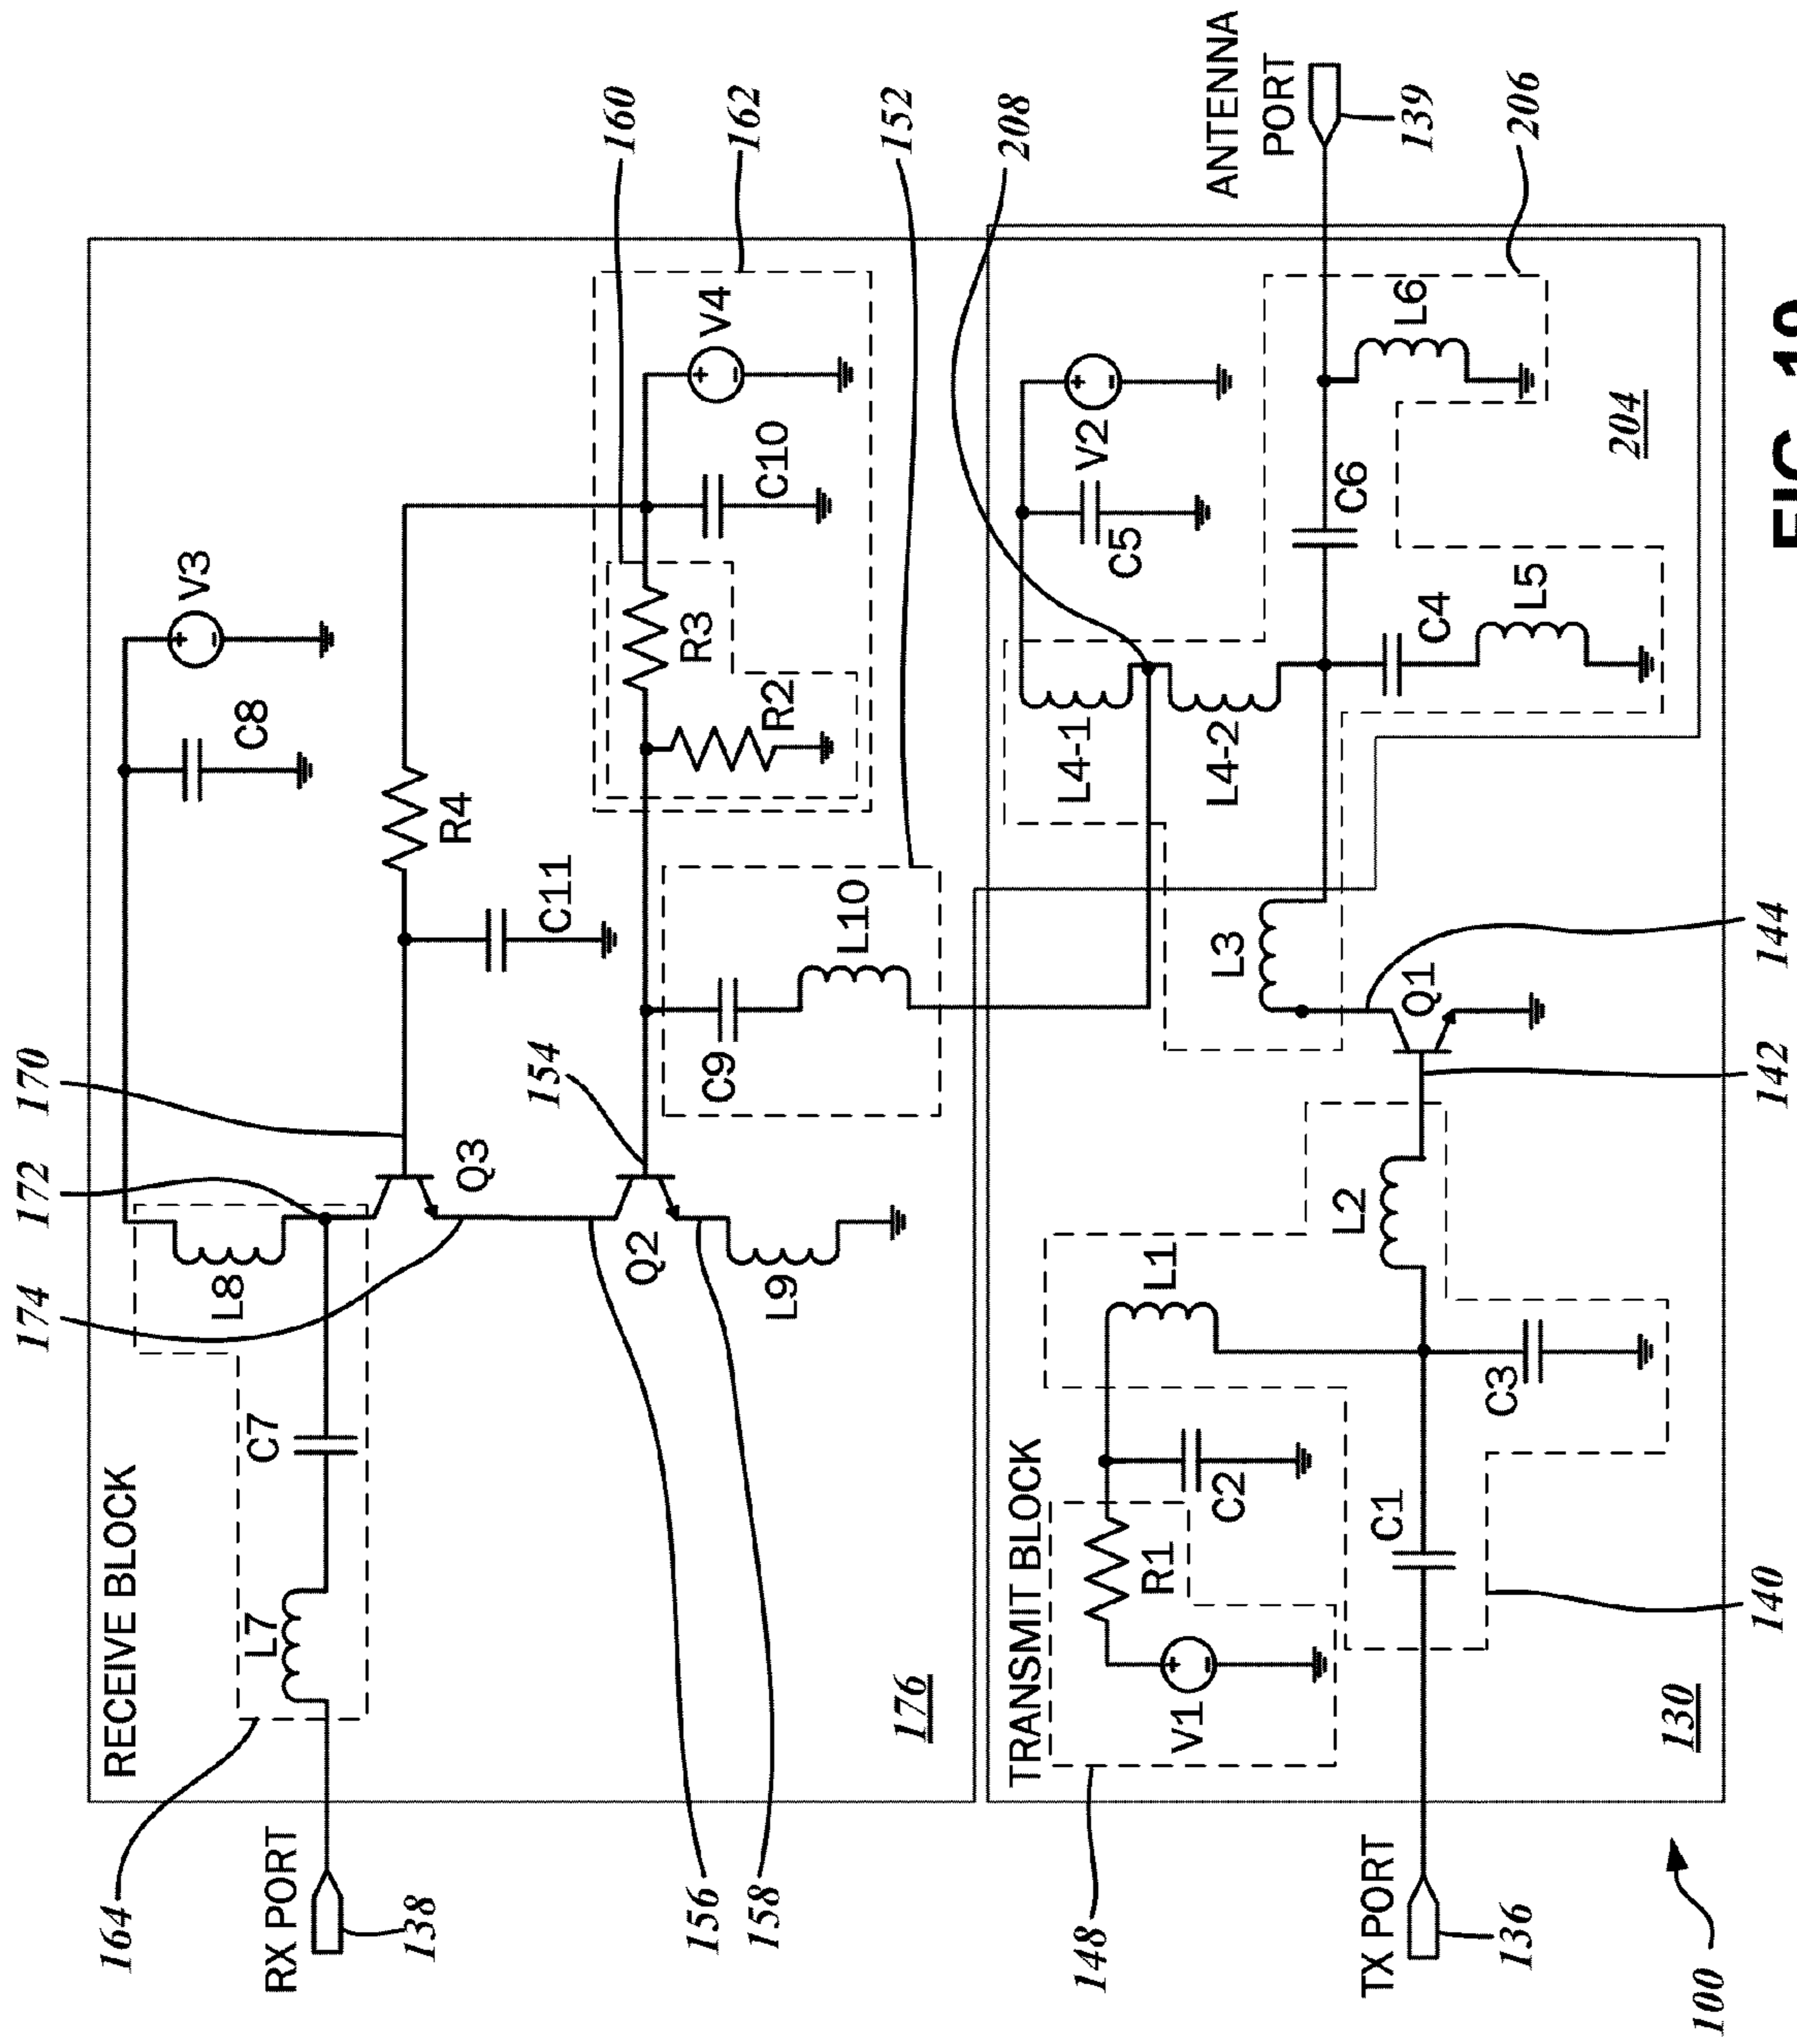 174
172
170
RECEIVE BLOCK
164
V3
L8
C8
L7
C7
RX PORT
138
R4
Q3
C11
154
160
Q2
R3
156
C9
V4
162
158
L9
R2
C10
L10
176
152
208
TRANSMIT BLOCK
L4-1
V2
148
C5
R1
L1
V1
C2
L4-2
L3
ANTENNA
PORT
139
TX PORT
136
C1
L2
C6
L6
Q1
C4
C3
L5
206
130
204
100
140
142
144
FIG.